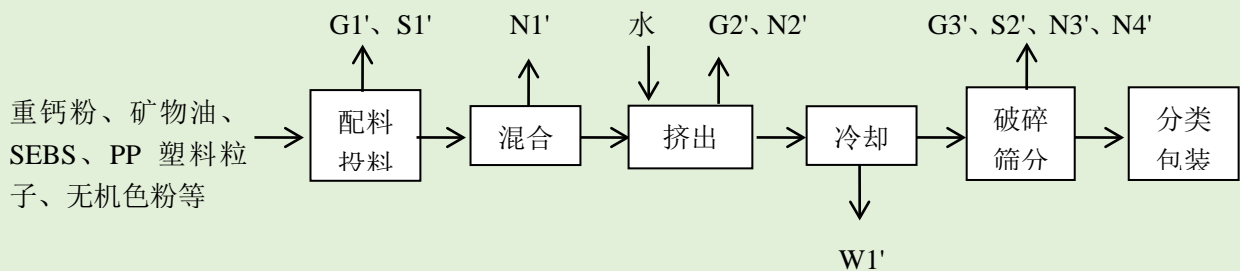 G1'、S1'
N1'
水
G2'、N2'
G3'、S2'、N3'、N4'
重钙粉、矿物油、
SEBS、PP 塑料粒
子、无机色粉等
配料
投料
混合
挤出
冷却
破碎
筛分
分类
包装
W1'